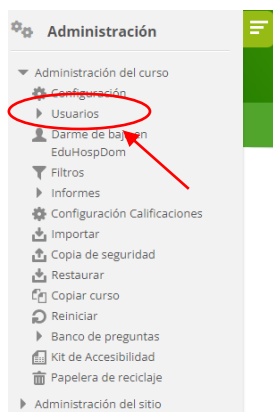 Administración
Administración del curso
Configuración
Usuarios
Darme de baja en
EduHospDom
Filtros
Informes
Configuración Calificaciones
Importar
Copia de seguridad
Restaurar
Copiar curso
Reiniciar
Banco de preguntas
Kit de Accesibilidad
Papelera de reciclaje
Administración del sitio